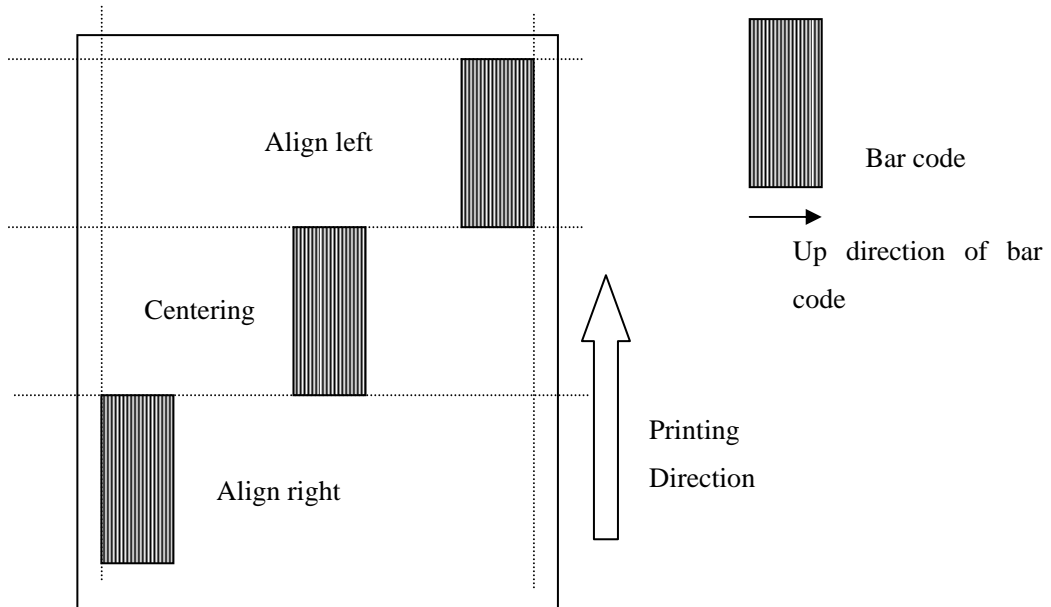 Align left
Bar code
Up direction of bar
code
Centering
Printing
Direction
Align right